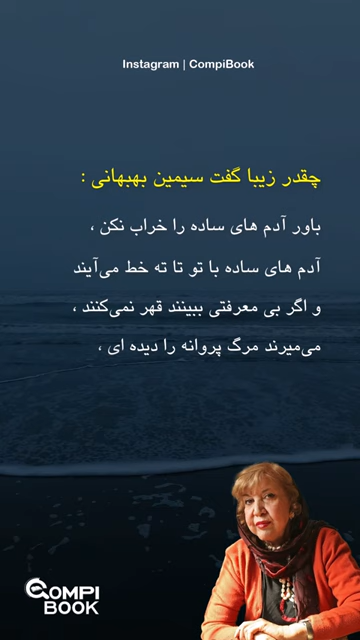 Instagram | CompiBook
چقدر زیبا گفت سیمین بهبهانی :
باور آدم های ساده را خراب نکن ،
آدم های ساده با تو تا ته خط می‌آیند
و اگر بی معرفتی ببینند قهر نمی‌کنند ،
می‌میرند مرگ پروانه را دیده ای ،
COMPI
BOOK